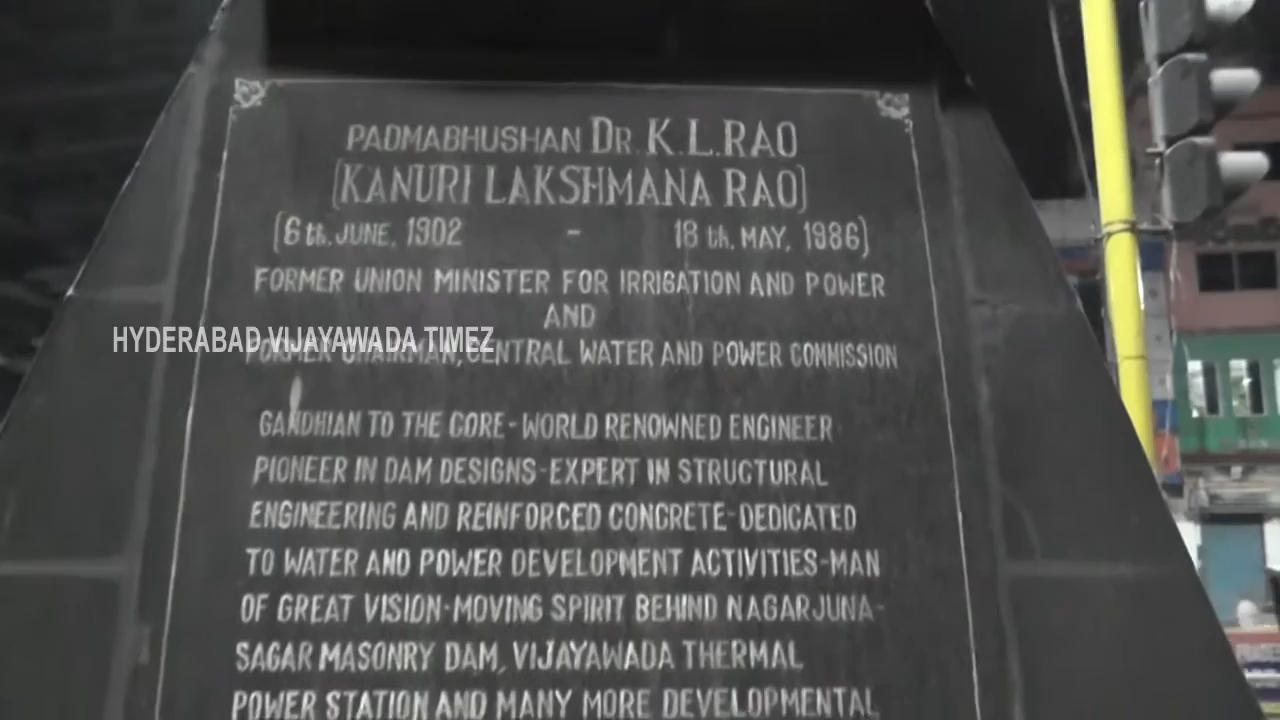 PADMABHUSHAN DR. K.L.RAO
(KANURI LAKSHMANA RAO)
(6th, JUNE, 1902 - 18th, MAY, 1986)
FORMER UNION MINISTER FOR IRRIGATION AND POWER
AND
HYDERABAD VIJAYAWADA TIMEZ
CENTRAL WATER AND POWER COMMISSION
GANDHIAN TO THE CORE-WORLD RENOWNED ENGINEER
PIONEER IN DAM DESIGNS-EXPERT IN STRUCTURAL
ENGINEERING AND REINFORCED CONCRETE-DEDICATED
TO WATER AND POWER DEVELOPMENT ACTIVITIES-MAN
OF GREAT VISION-MOVING SPIRIT BEHIND NAGARJUNA-
SAGAR MASONRY DAM, VIJAYAWADA THERMAL
POWER STATION AND MANY MORE DEVELOPMENTAL